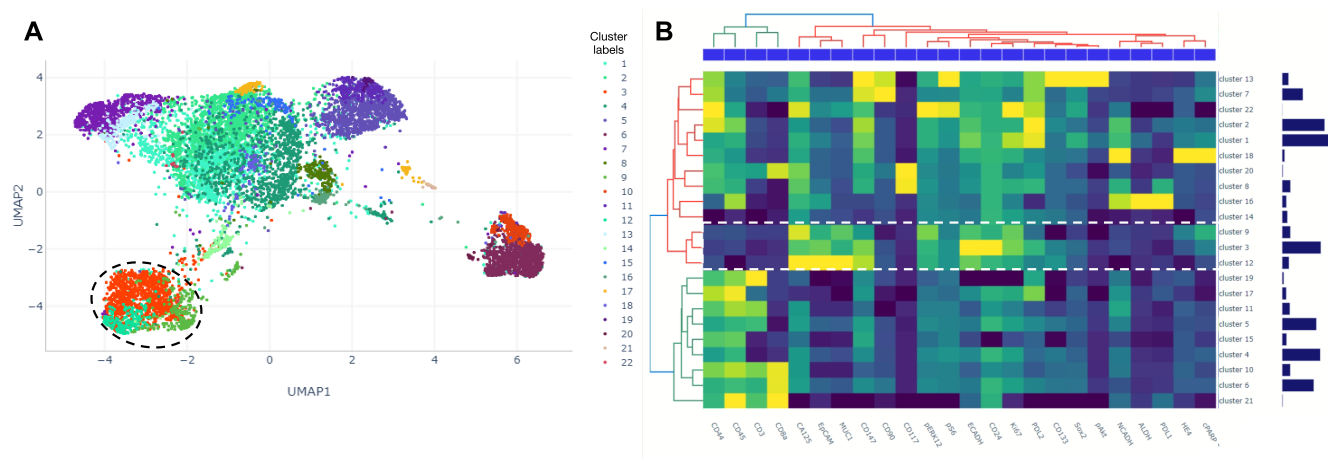 A
B
Cluster
labels
1
2
3
4
5
6
7
8
9
10
11
12
13
14
15
16
17
18
19
20
21
22
4
2
0
−2
−4
UMAP2
−4
−2
0
2
4
6
UMAP1
cluster 13
cluster 7
cluster 22
cluster 2
cluster 1
cluster 18
cluster 20
cluster 8
cluster 16
cluster 14
cluster 9
cluster 3
cluster 12
cluster 19
cluster 17
cluster 11
cluster 5
cluster 15
cluster 4
cluster 10
cluster 6
cluster 21
CD44
CD45
CD3
CD8a
CA125
EpCAM
MUC1
CD147
CD90
CD117
pERK12
pS6
ECADH
CD24
Ki67
PDL2
CD133
Sox2
pAkt
NCADH
ALDH
PDL1
HE4
cPARP